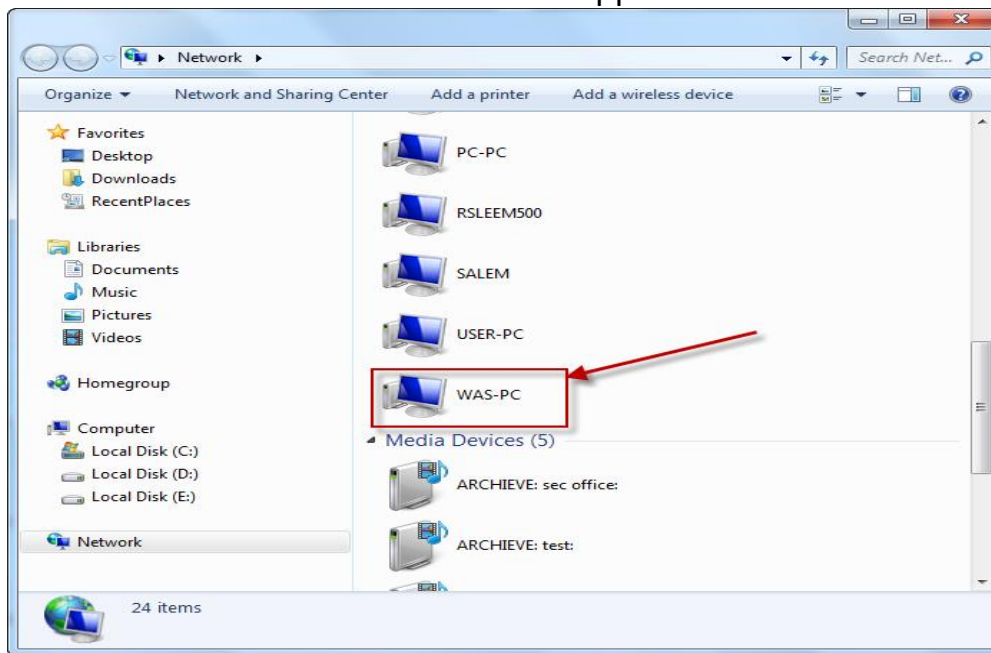 Network
Search Net...
Organize
Network and Sharing Center
Add a printer
Add a wireless device
Favorites
Desktop
Downloads
RecentPlaces
Libraries
Documents
Music
Pictures
Videos
Homegroup
Computer
Local Disk (C:)
Local Disk (D:)
Local Disk (E:)
Network
PC-PC
RSLEEM500
SALEM
USER-PC
WAS-PC
Media Devices (5)
ARCHIEVE: sec office:
ARCHIEVE: test:
24 items